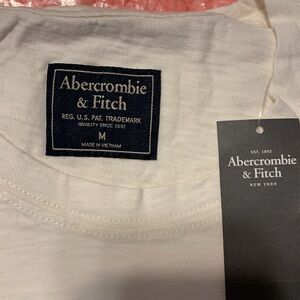 Abercrombie
& Fitch
REG. U.S. PAT. TRADEMARK
QUALITY SINCE 1892
M
MADE IN VIETNAM
EST. 1892
Abercrombie
& Fitch
NEW YORK